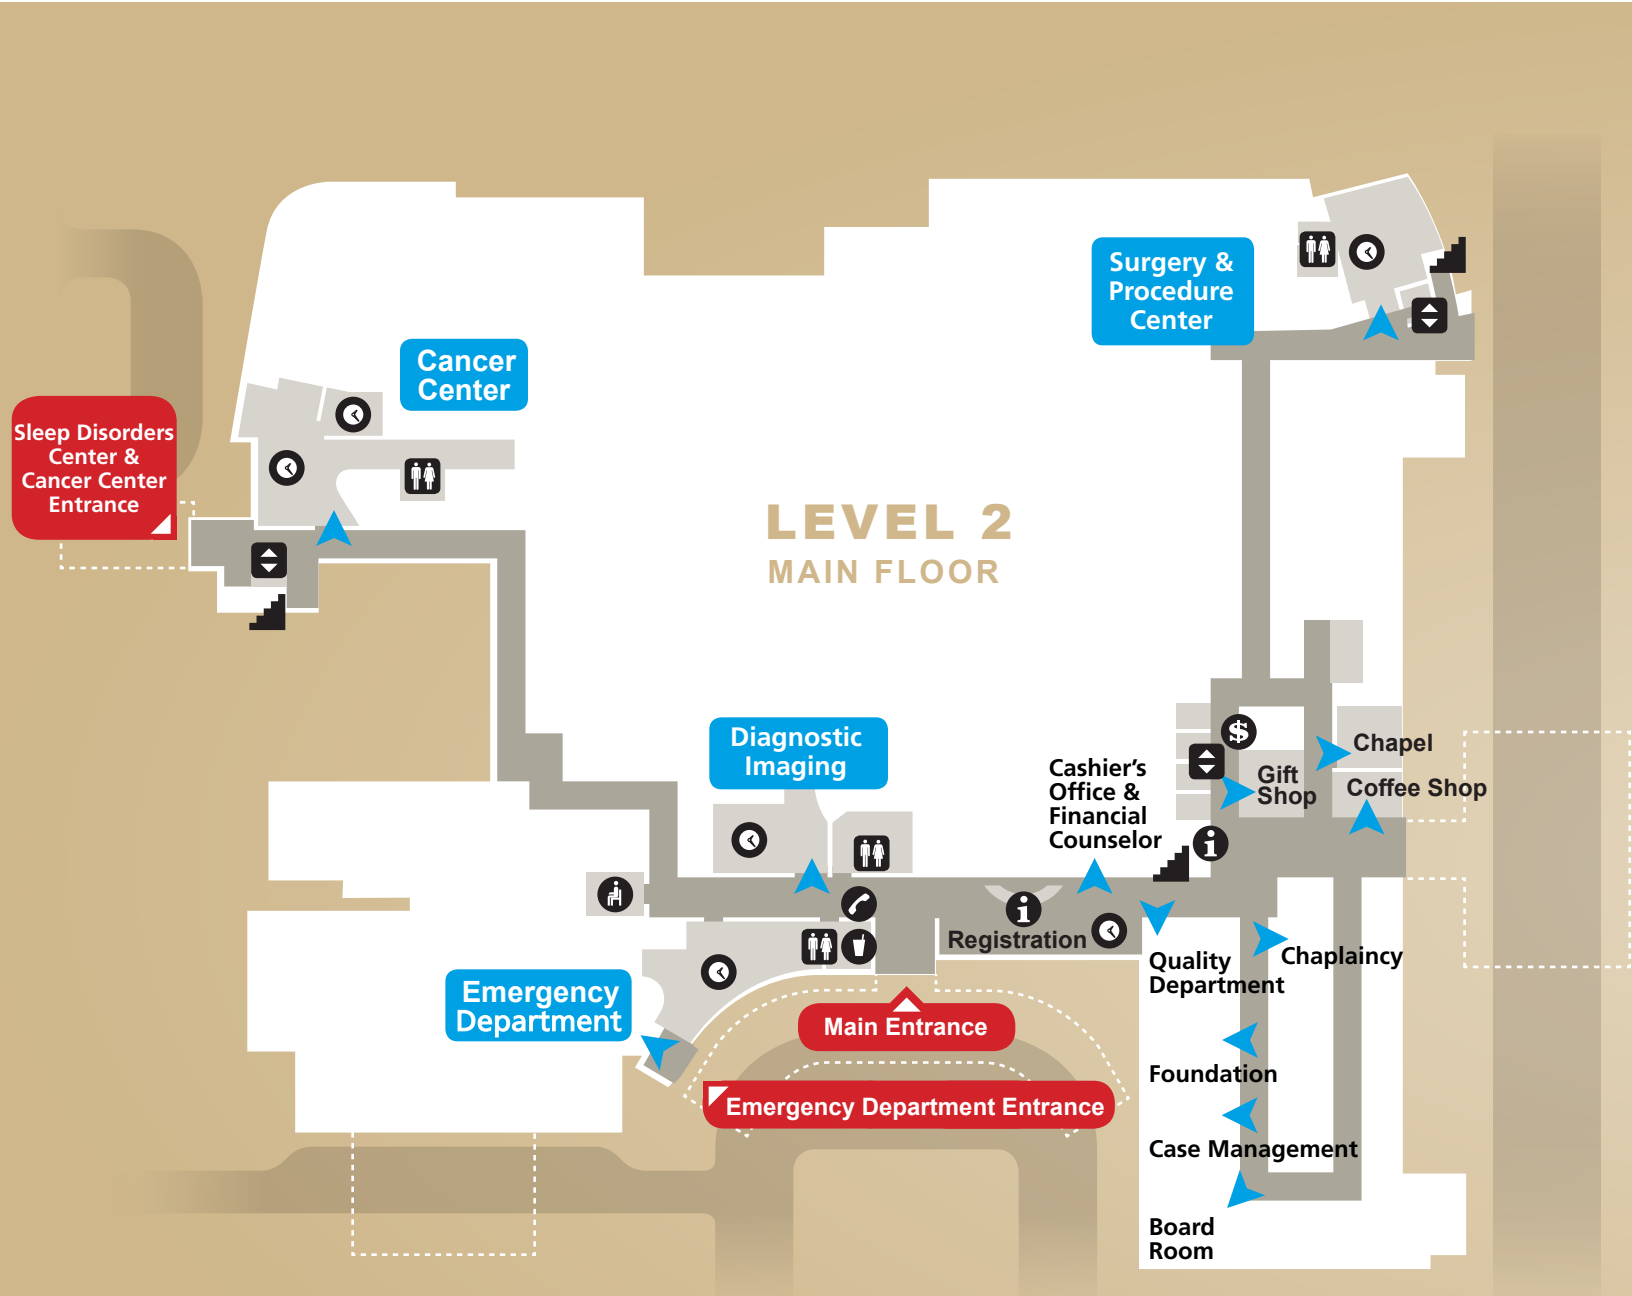 Surgery &
Procedure
Center
Cancer
Center
Sleep Disorders
Center &
Cancer Center
Entrance
LEVEL 2
MAIN FLOOR
Diagnostic
Imaging
$
Chapel
Cashier's
Office &
Financial
Counselor
Gift
Shop
Coffee Shop
i
i
Registration
Quality
Department
Chaplaincy
Emergency
Department
Main Entrance
Foundation
Emergency Department Entrance
Case Management
Board
Room